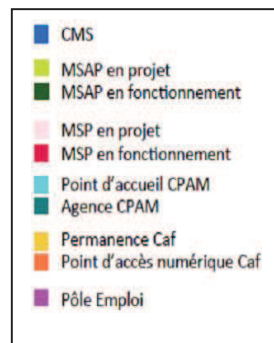 CMS
MSAP en projet
MSAP en fonctionnement
MSP en projet
MSP en fonctionnement
Point d'accueil CPAM
Agence CPAM
Permanence Caf
Point d'accès numérique Caf
Pôle Emploi